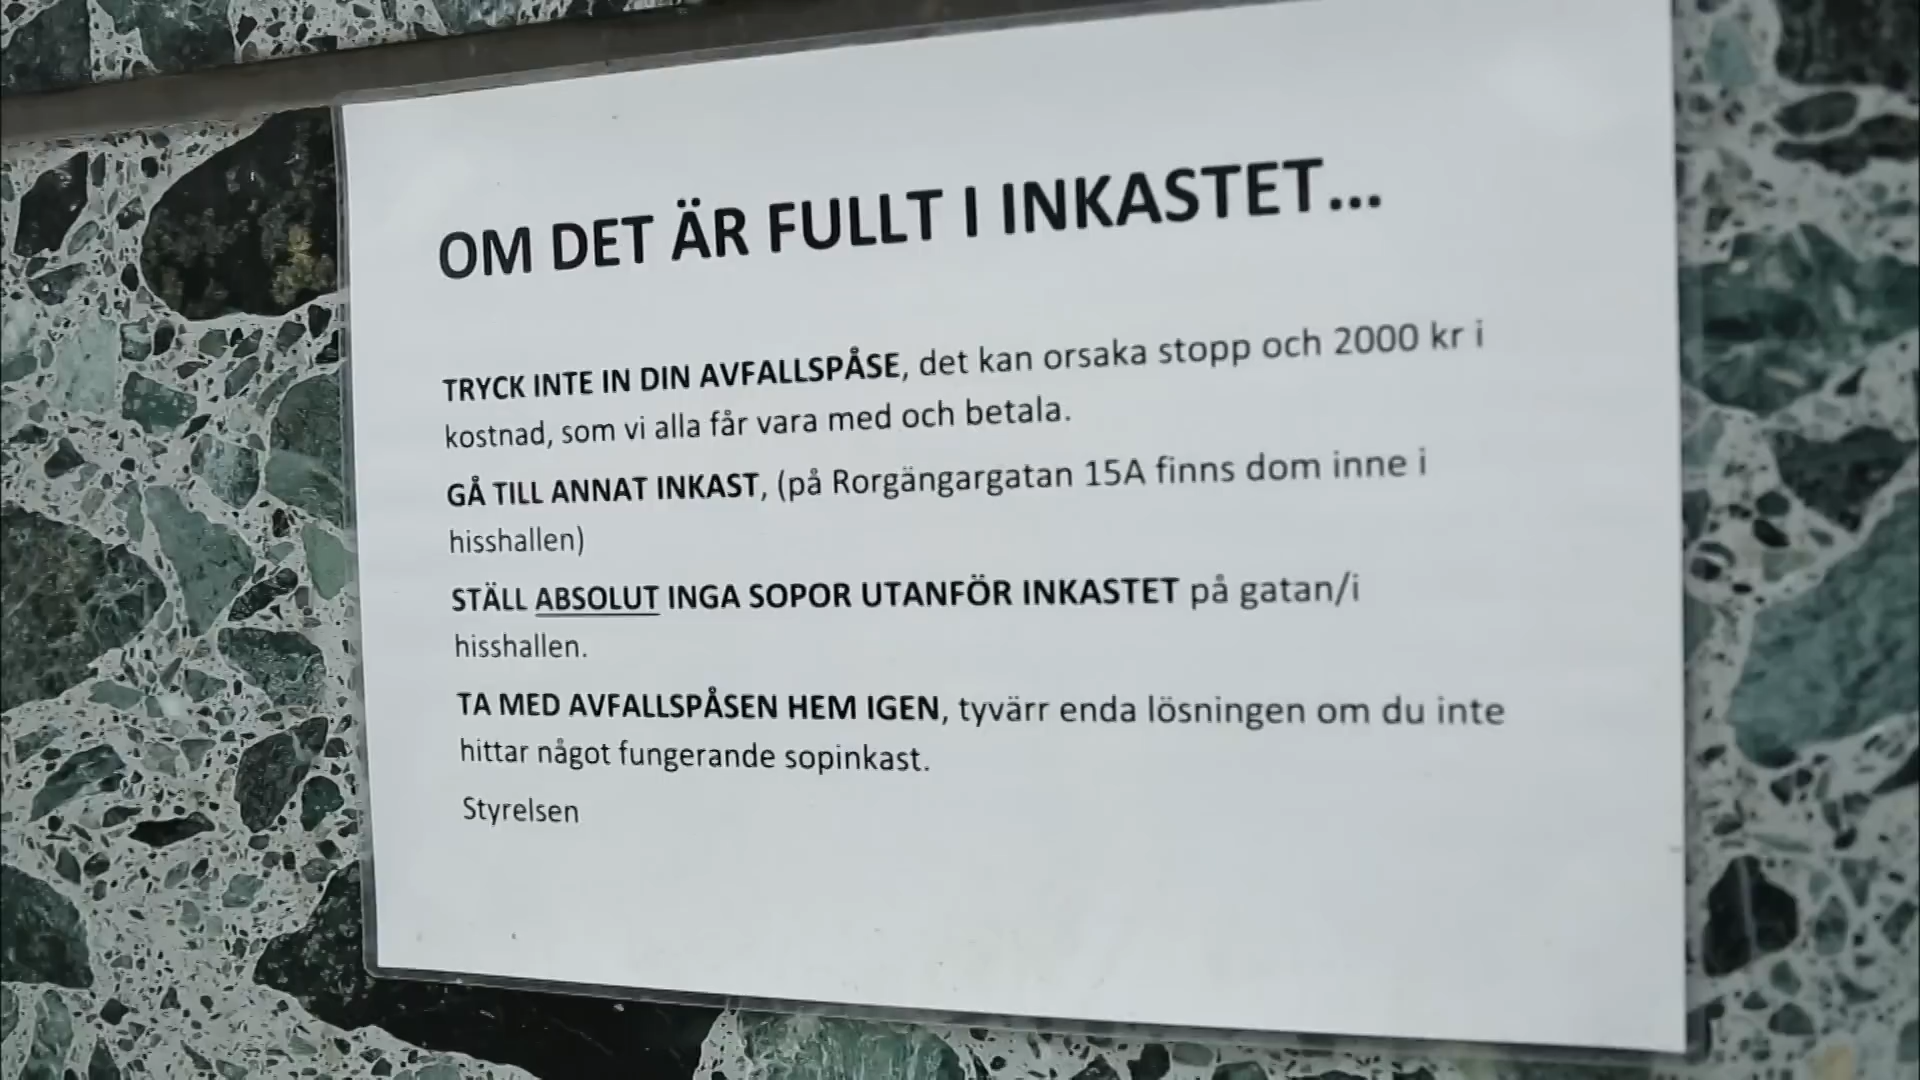 OM DET ÄR FULLT I INKASTET...
TRYCK INTE IN DIN AVFALLSPÅSE, det kan orsaka stopp och 2000 kr i
kostnad, som vi alla får vara med och betala.
GÅ TILL ANNAT INKAST, (på Rorgängargatan 15A finns dom inne i
hisshallen)
STÄLL ABSOLUT INGA SOPOR UTANFÖR INKASTET på gatan/i
hisshallen.
TA MED AVFALLSPÅSEN HEM IGEN, tyvärr enda lösningen om du inte
hittar något fungerande sopinkast.
Styrelsen